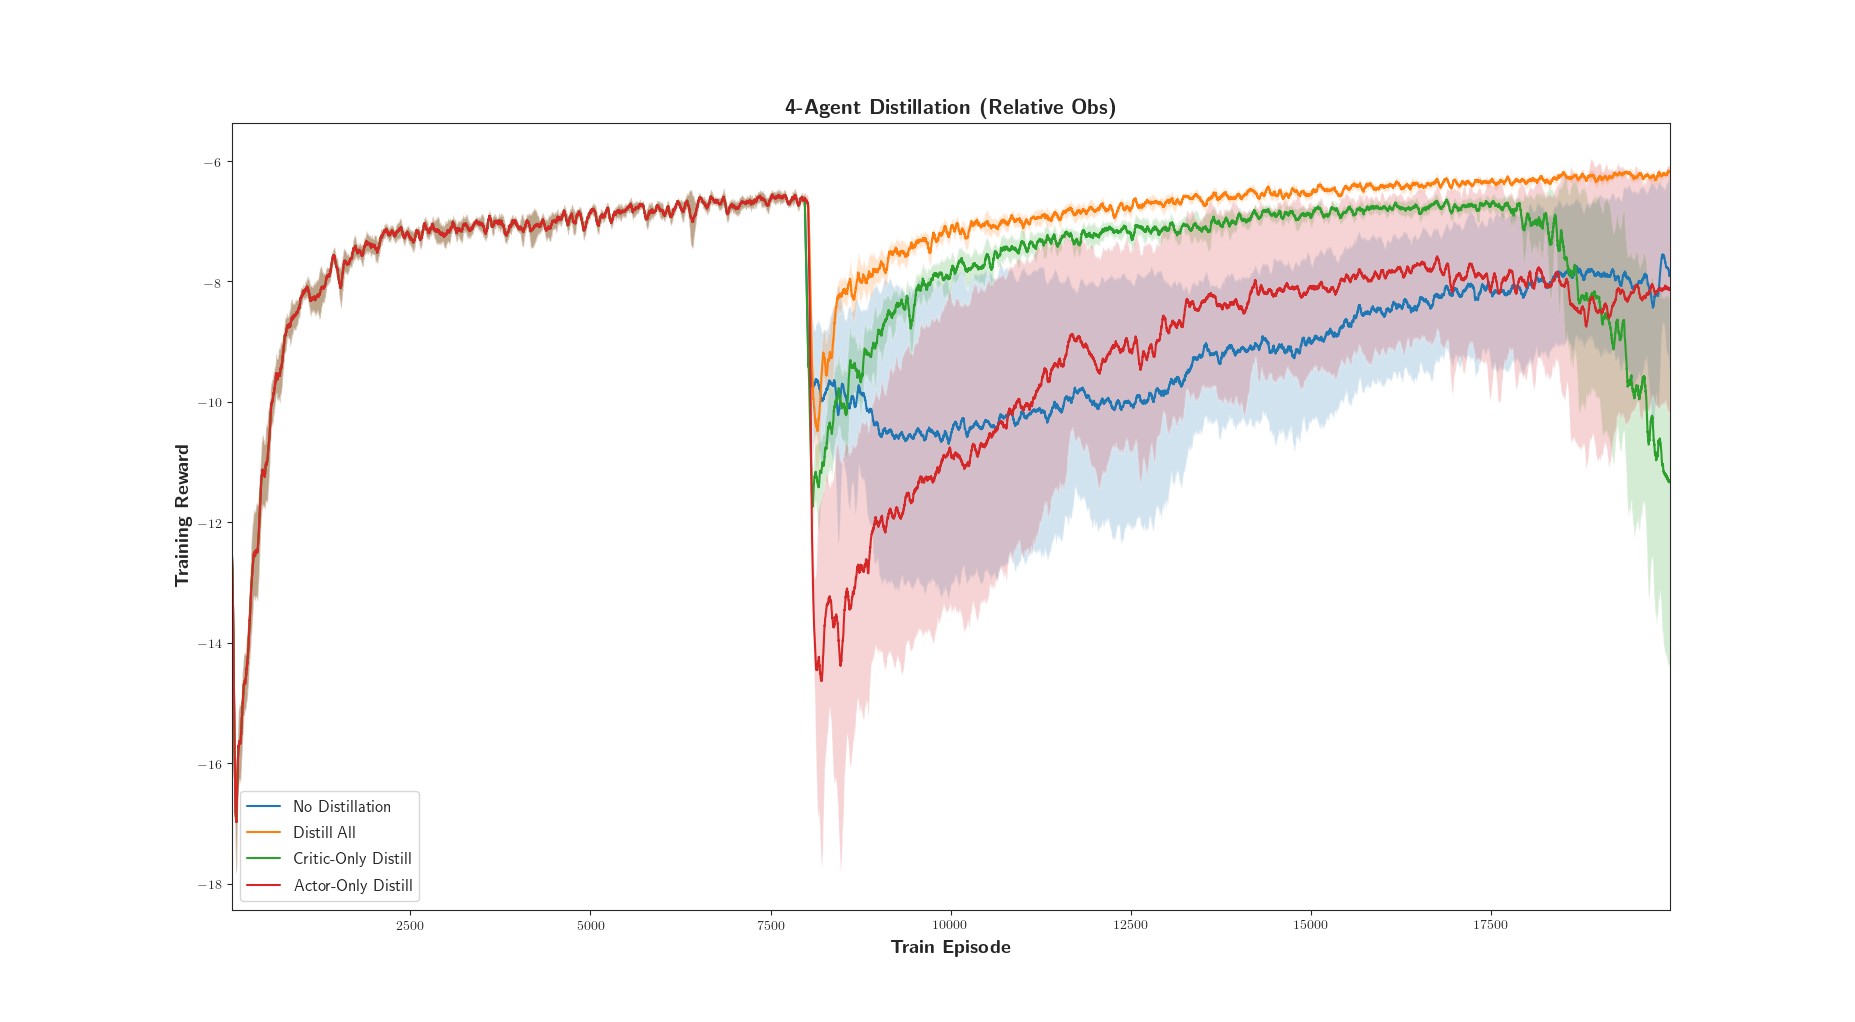 4-Agent Distillation (Relative Obs)
Training Reward
−6
−8
−10
−12
−14
−16
−18
No Distillation
Distill All
Critic-Only Distill
Actor-Only Distill
2500 5000 7500 10000 12500 15000 17500
Train Episode